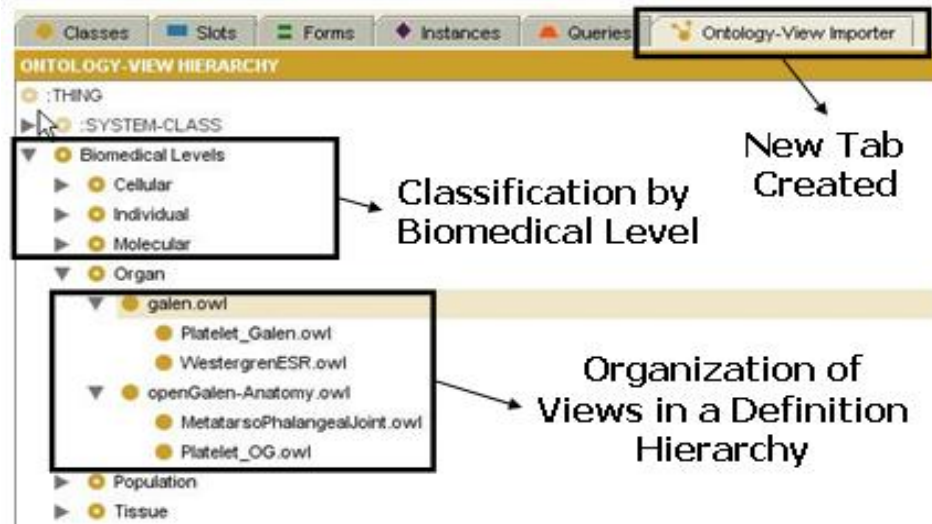 Classes Slots Forms Instances Queries Ontology-View Importer
ONTOLOGY-VIEW HIERARCHY
:THING
:SYSTEM-CLASS
Biomedical Levels
Cellular
Individual
Molecular
Organ
galen.owl
Platelet_Galen.owl
WestergrenESR.owl
openGalen-Anatomy.owl
MetatarsoPhalangealJoint.owl
Platelet_OG.owl
Population
Tissue
New Tab
Created
Classification by
Biomedical Level
Organization of
Views in a Definition
Hierarchy